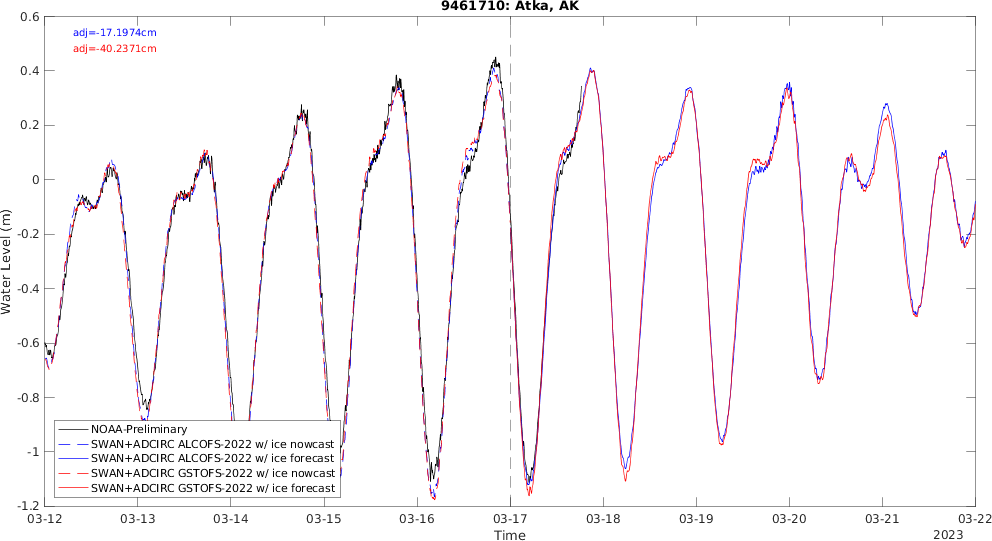 9461710: Atka, AK
adj=-17.1974cm
adj=-40.2371cm
Water Level (m)
0.6
0.4
0.2
0
-0.2
-0.4
-0.6
-0.8
-1
-1.2
NOAA-Preliminary
SWAN+ADCIRC ALCOFS-2022 w/ ice nowcast
SWAN+ADCIRC ALCOFS-2022 w/ ice forecast
SWAN+ADCIRC GSTOFS-2022 w/ ice nowcast
SWAN+ADCIRC GSTOFS-2022 w/ ice forecast
03-12 03-13 03-14 03-15 03-16 03-17 03-18 03-19 03-20 03-21 03-22
Time
2023